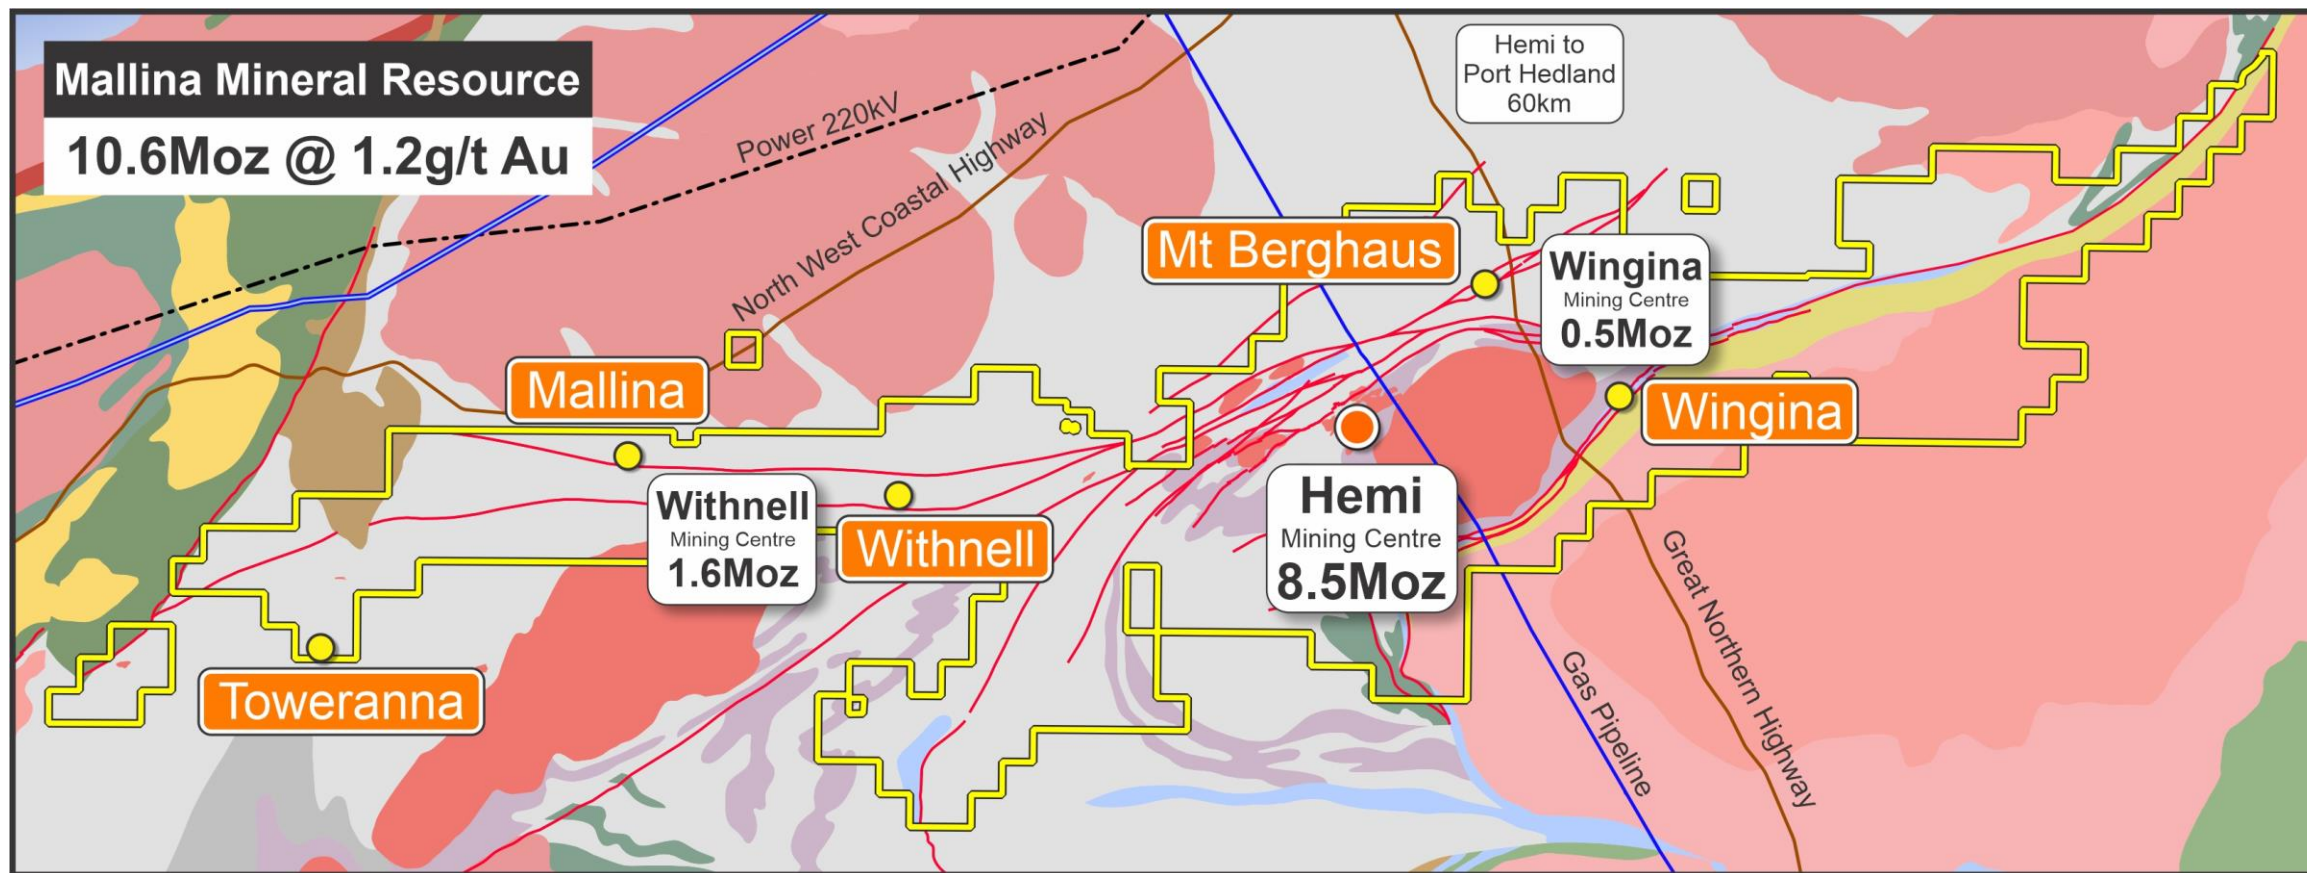 Mallina Mineral Resource
10.6Moz @ 1.2g/t Au
Hemi to
Port Hedland
60km
Power 220kV
North West Coastal Highway
Mt Berghaus
Wingina
Mining Centre
0.5Moz
Mallina
Wingina
Withnell
Mining Centre
1.6Moz
Withnell
Hemi
Mining Centre
8.5Moz
Toweranna
Gas Pipeline
Great Northern Highway